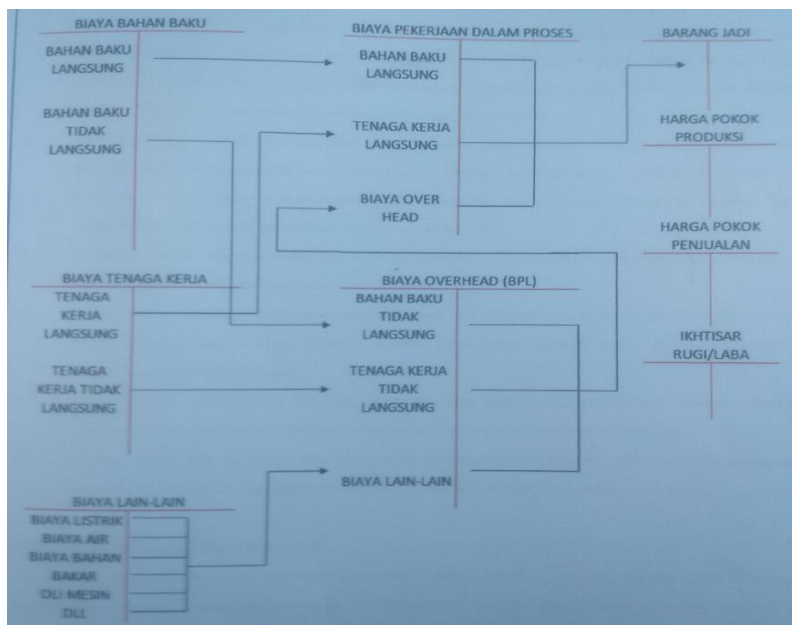 BIAYA BAHAN BAKU
BAHAN BAKU
LANGSUNG
BAHAN BAKU
TIDAK
LANGSUNG
BIAYA PEKERJAAN DALAM PROSES
BAHAN BAKU
LANGSUNG
TENAGA KERJA
LANGSUNG
BIAYA OVER
HEAD
BARANG JADI
HARGA POKOK
PRODUKSI
HARGA POKOK
PENJUALAN
IKHTISAR
RUGI/LABA
BIAYA TENAGA KERJA
TENAGA
KERJA
LANGSUNG
TENAGA
KERJA TIDAK
LANGSUNG
BIAYA OVERHEAD (BPL)
BAHAN BAKU
TIDAK
LANGSUNG
TENAGA KERJA
TIDAK
LANGSUNG
BIAYA LAIN-LAIN
BIAYA LAIN-LAIN
BIAYA LISTRIK
BIAYA AIR
BIAYA BAHAN
BAKAR
OLI MESIN
DLL